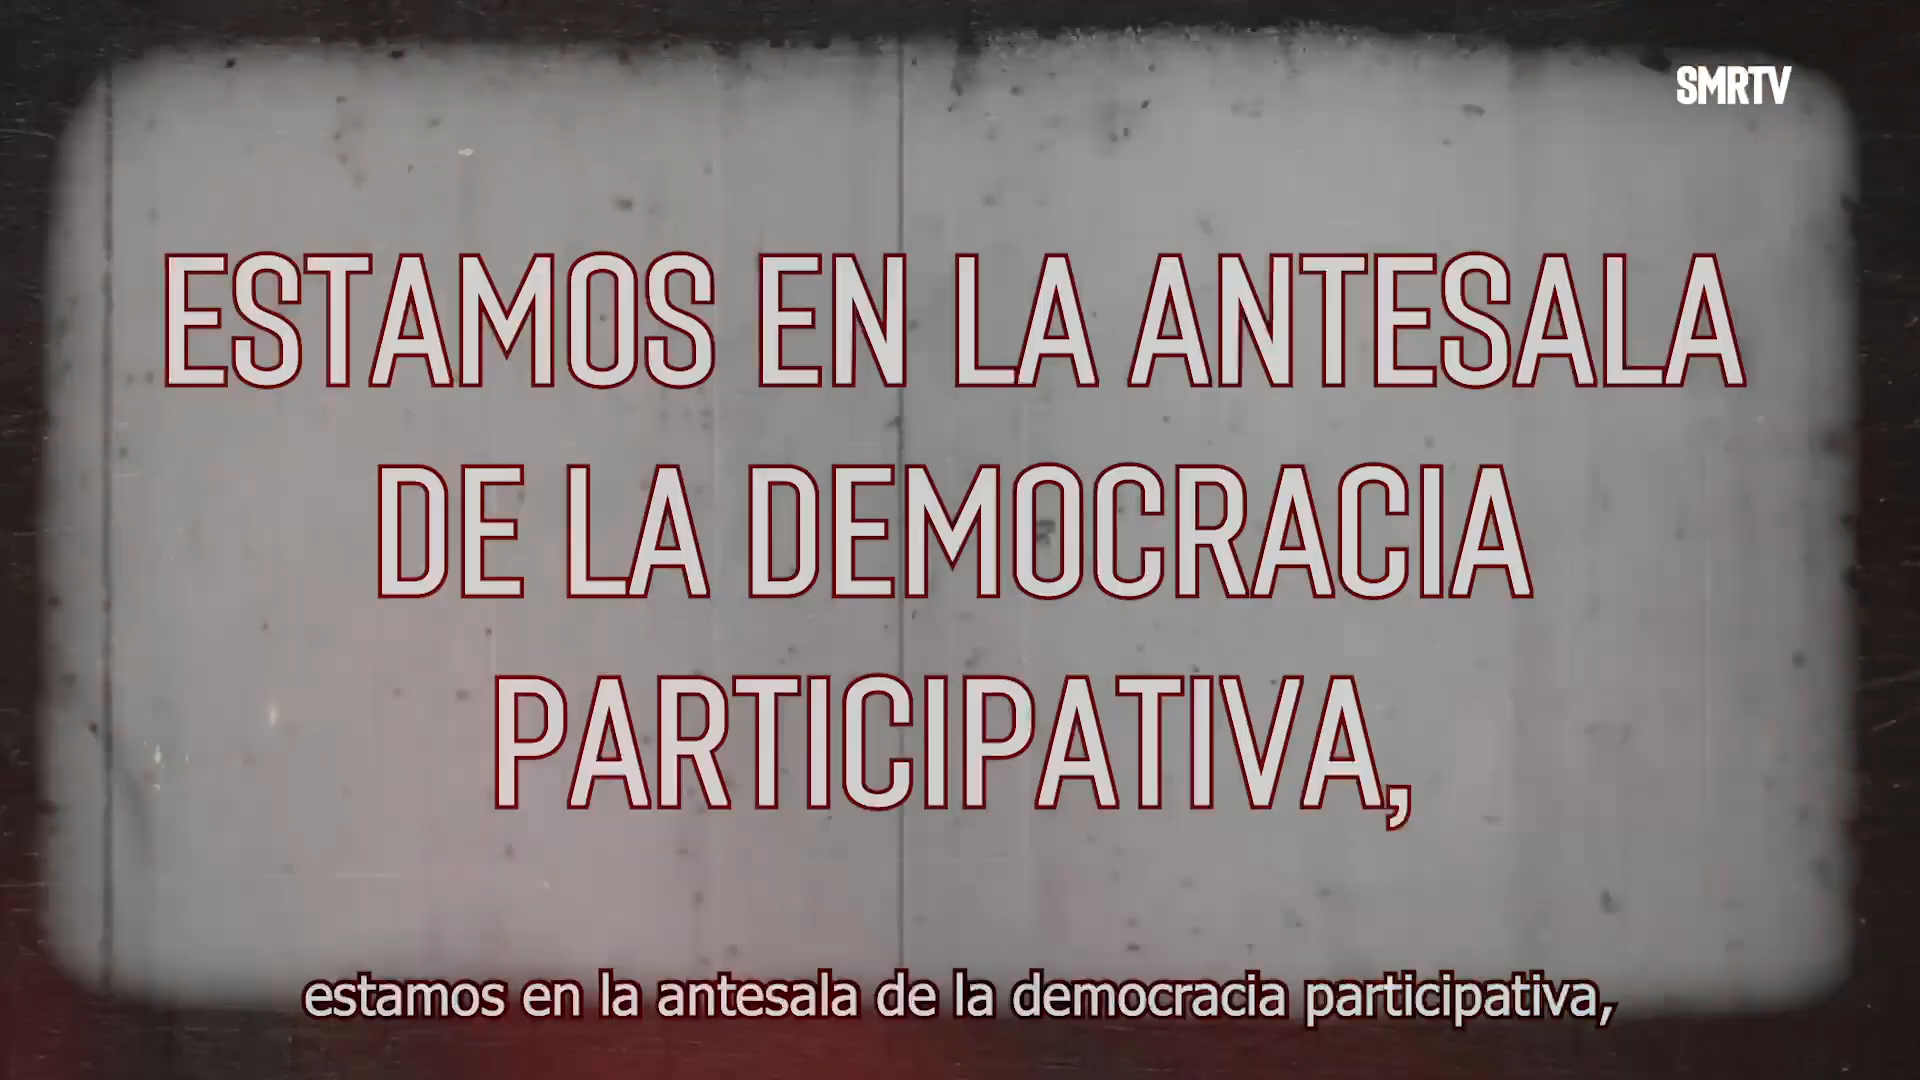 SMRTV
ESTAMOS EN LA ANTESALA
DE LA DEMOCRACIA
PARTICIPATIVA,
estamos en la antesala de la democracia participativa,